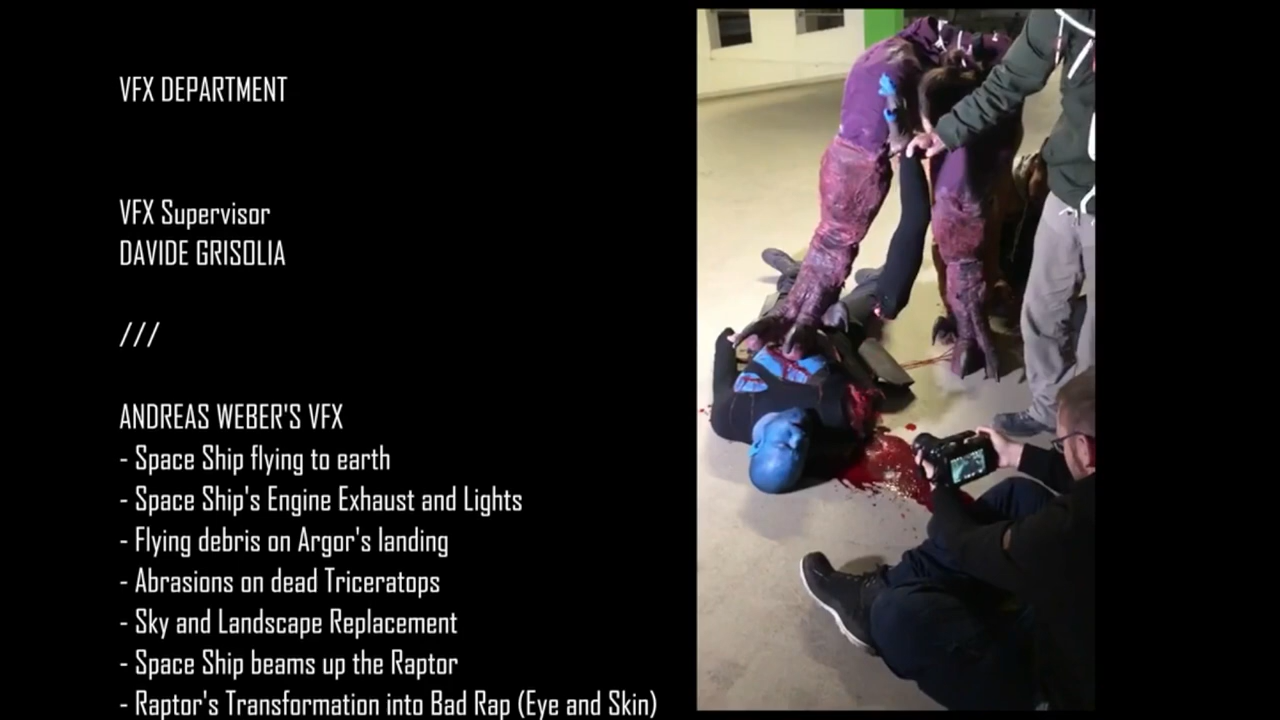 VFX DEPARTMENT
VFX Supervisor
DAVIDE GRISOLIA
///
ANDREAS WEBER'S VFX
- Space Ship flying to earth
- Space Ship's Engine Exhaust and Lights
- Flying debris on Argor's landing
- Abrasions on dead Triceratops
- Sky and Landscape Replacement
- Space Ship beams up the Raptor
- Raptor's Transformation into Bad Rap (Eye and Skin)